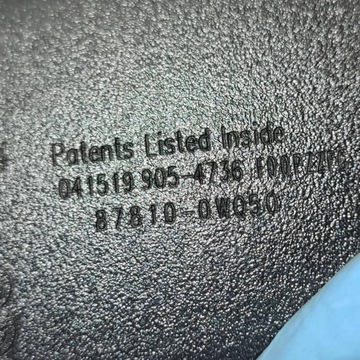 Patents Listed Inside
041519 905-4736
87810-0W050